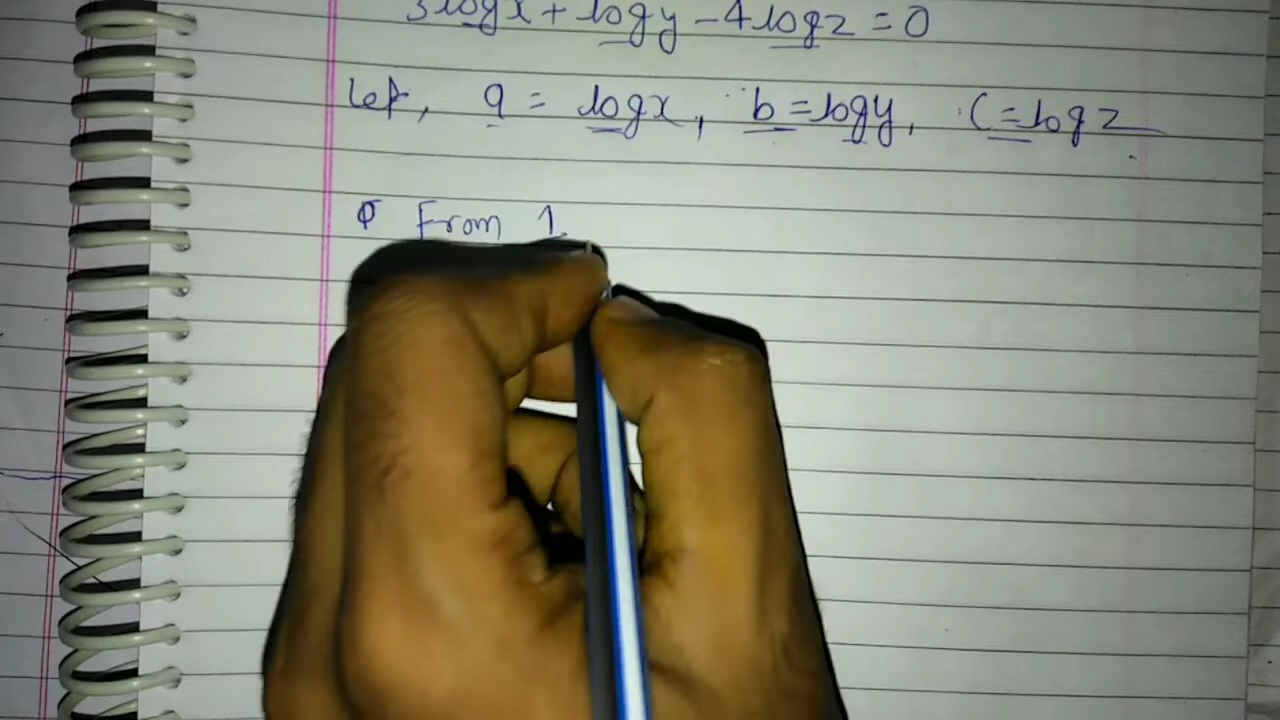 3logx + logy - 4logz = 0
Let, a = logx, b = logy, C = logz
From 1